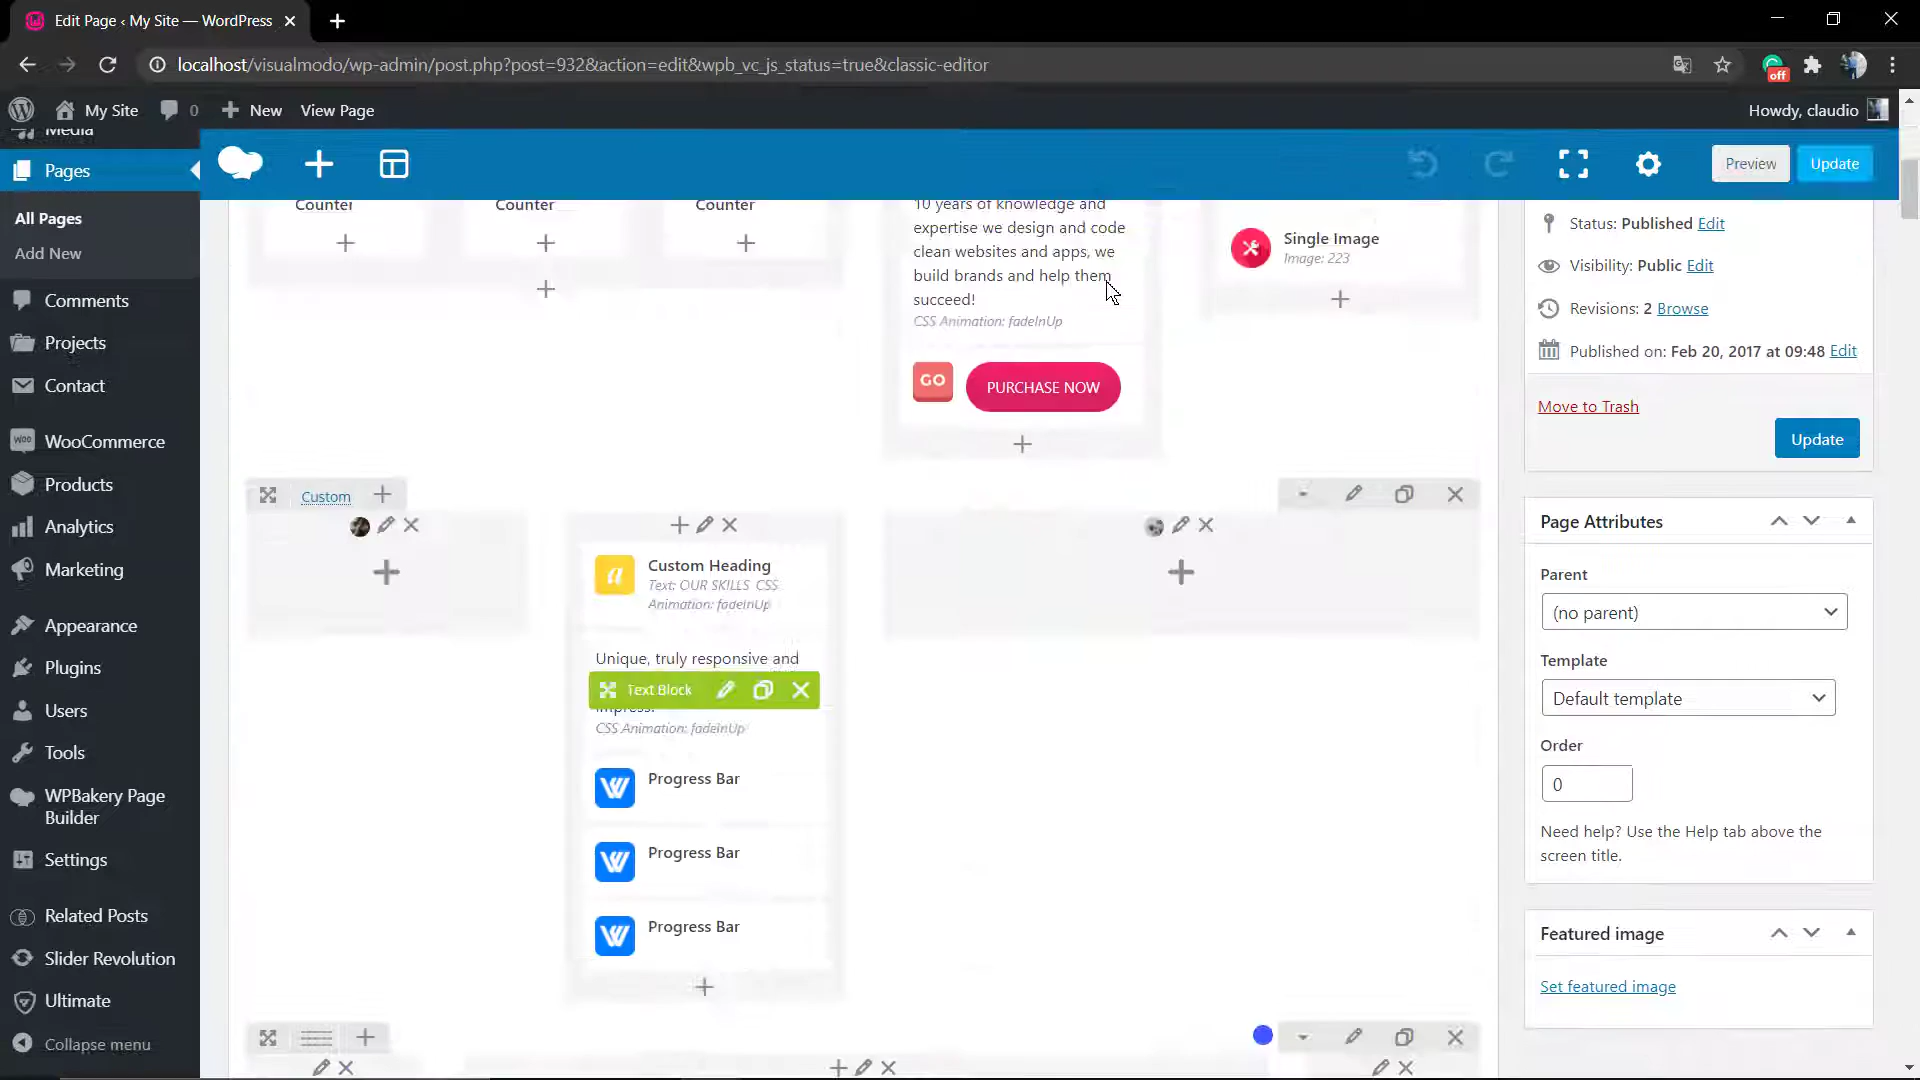 Edit Page ‹ My Site — WordPress
localhost/visualmodo/wp-admin/post.php?post=932&action=edit&wpb_vc_js_status=true&classic-editor
off
My Site
0
New
View Page
Howdy, claudio
Media
Pages
All Pages
Add New
Comments
Projects
Contact
WooCommerce
Products
Analytics
Marketing
Appearance
Plugins
Users
Tools
WPBakery Page
Builder
Settings
Related Posts
Slider Revolution
Ultimate
Collapse menu
Preview
Update
Counter
Counter
Counter
10 years of knowledge and
expertise we design and code
clean websites and apps, we
build brands and help them
succeed!
CSS Animation: fadeInUp
GO
PURCHASE NOW
Single Image
Image: 223
Custom
Custom Heading
Text: OUR SKILLS CSS
Animation: fadeInUp
Unique, truly responsive and
Text Block
impress.
CSS Animation: fadeInUp
Progress Bar
Progress Bar
Progress Bar
Status: Published Edit
Visibility: Public Edit
Revisions: 2 Browse
Published on: Feb 20, 2017 at 09:48 Edit
Move to Trash
Update
Page Attributes
Parent
(no parent)
Template
Default template
Order
0
Need help? Use the Help tab above the
screen title.
Featured image
Set featured image